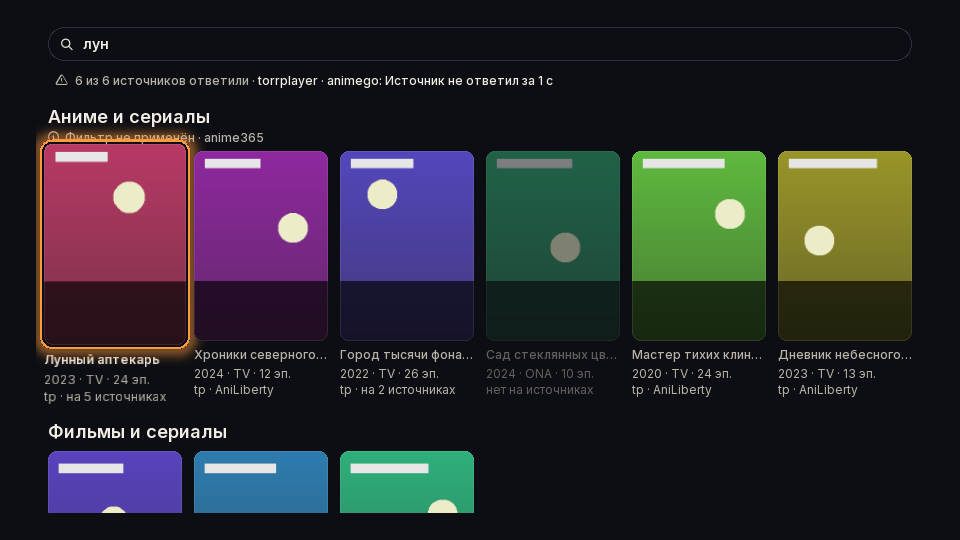 лун
6 из 6 источников ответили · torrplayer · animego: Источник не ответил за 1 с
Аниме и сериалы
Фильтр не применён · anime365
Лунный аптекарь
2023 · TV · 24 эп.
tp · на 5 источниках
Хроники северного…
2024 · TV · 12 эп.
tp · AniLiberty
Город тысячи фона…
2022 · TV · 26 эп.
tp · на 2 источниках
Сад стеклянных цв…
2024 · ONA · 10 эп.
нет на источниках
Мастер тихих клин…
2020 · TV · 24 эп.
tp · AniLiberty
Дневник небесного…
2023 · TV · 13 эп.
tp · AniLiberty
Фильмы и сериалы